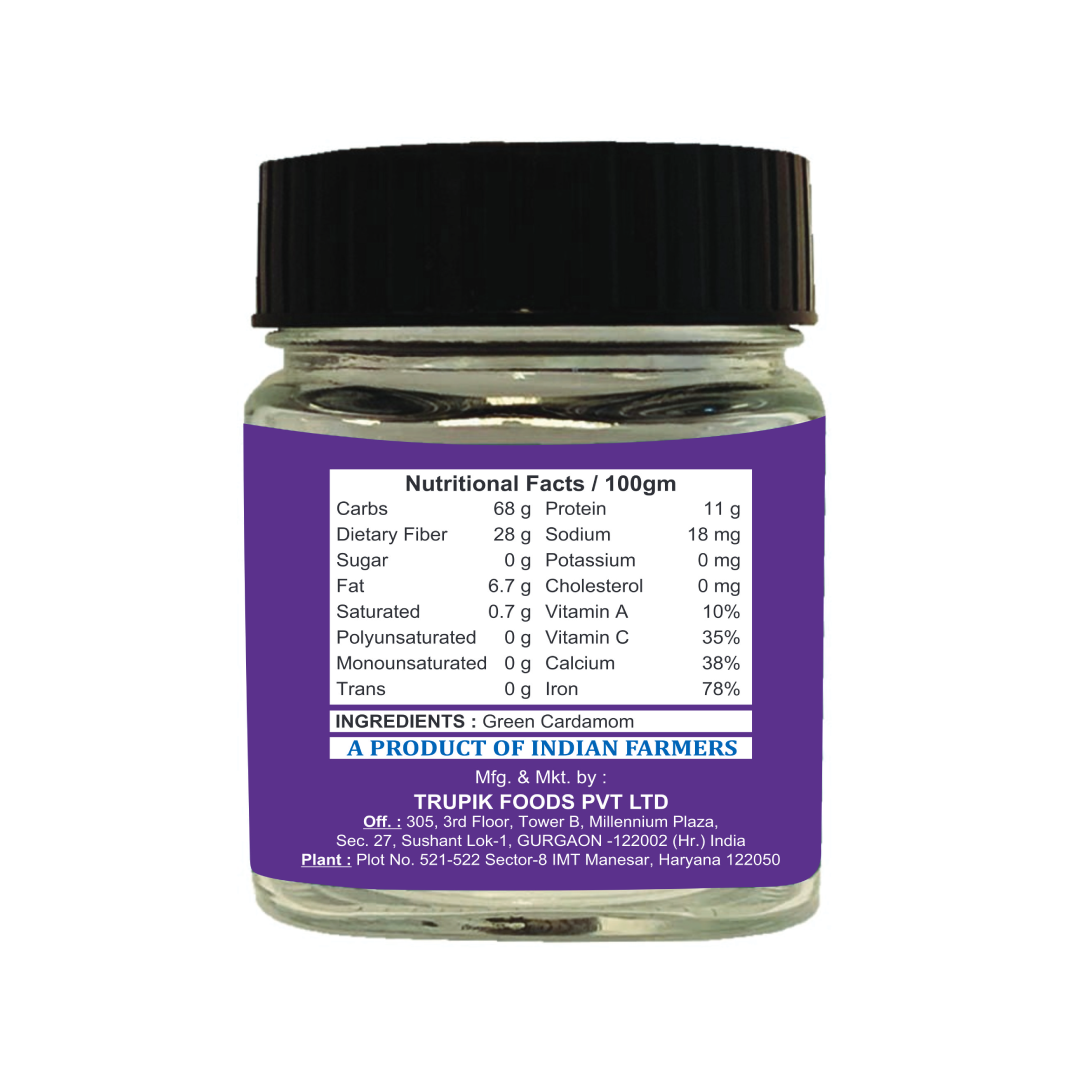 Nutritional Facts / 100gm
Carbs 68 g Protein 11 g
Dietary Fiber 28 g Sodium 18 mg
Sugar 0 g Potassium 0 mg
Fat 6.7 g Cholesterol 0 mg
Saturated 0.7 g Vitamin A 10%
Polyunsaturated 0 g Vitamin C 35%
Monounsaturated 0 g Calcium 38%
Trans 0 g Iron 78%
INGREDIENTS : Green Cardamom
A PRODUCT OF INDIAN FARMERS
Mfg. & Mkt. by :
TRUPIK FOODS PVT LTD
Off. : 305, 3rd Floor, Tower B, Millennium Plaza,
Sec. 27, Sushant Lok-1, GURGAON -122002 (Hr.) India
Plant : Plot No. 521-522 Sector-8 IMT Manesar, Haryana 122050